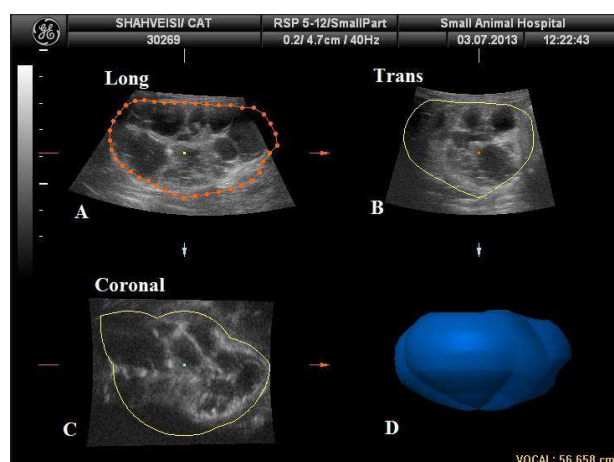 SHAHVEISI/ CAT RSP 5-12/SmallPart Small Animal Hospital
30269 0.2/ 4.7cm / 40Hz 03.07.2013 12:22:43
Long Trans
A B
Coronal
C D
VOCAL: 56.658 cm